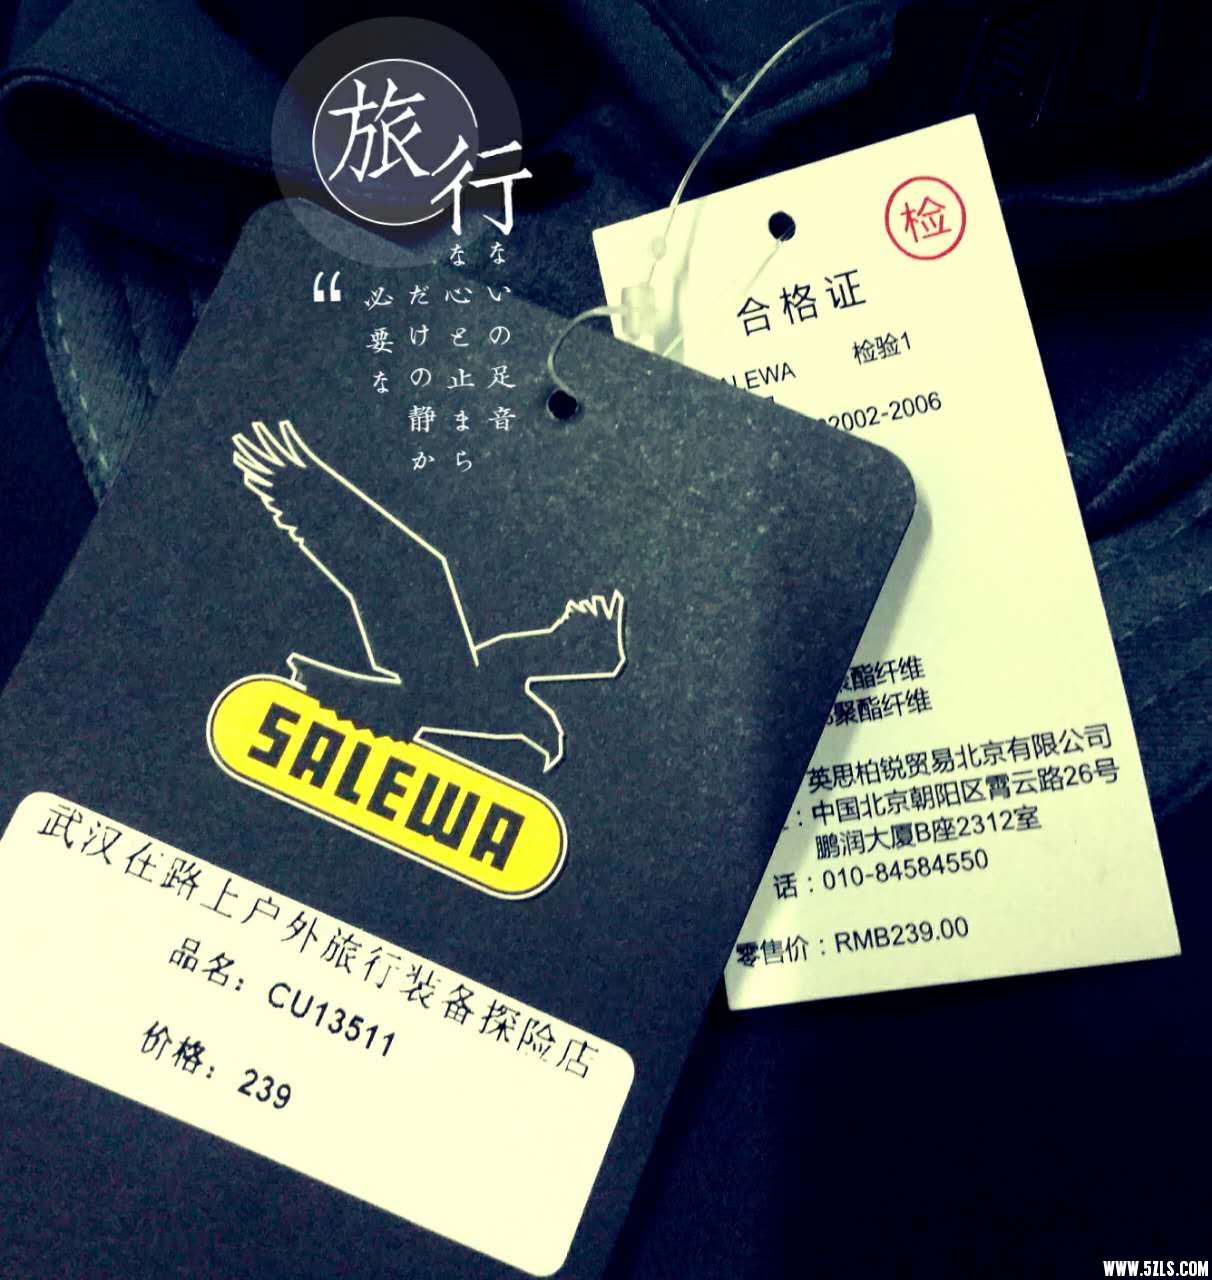 旅行
“
ないの足音
な心と止まら
だけの静か
必要な
SALEWA
武汉在路上户外旅行装备探险店
品名：CU13511
价格：239
检
合格证
ALEWA 检验1
02002-2006
聚酯纤维
聚酯纤维
英思柏锐贸易北京有限公司
：中国北京朝阳区霄云路26号
鹏润大厦B座2312室
话：010-84584550
零售价：RMB239.00
WWW.5ZLS.COM